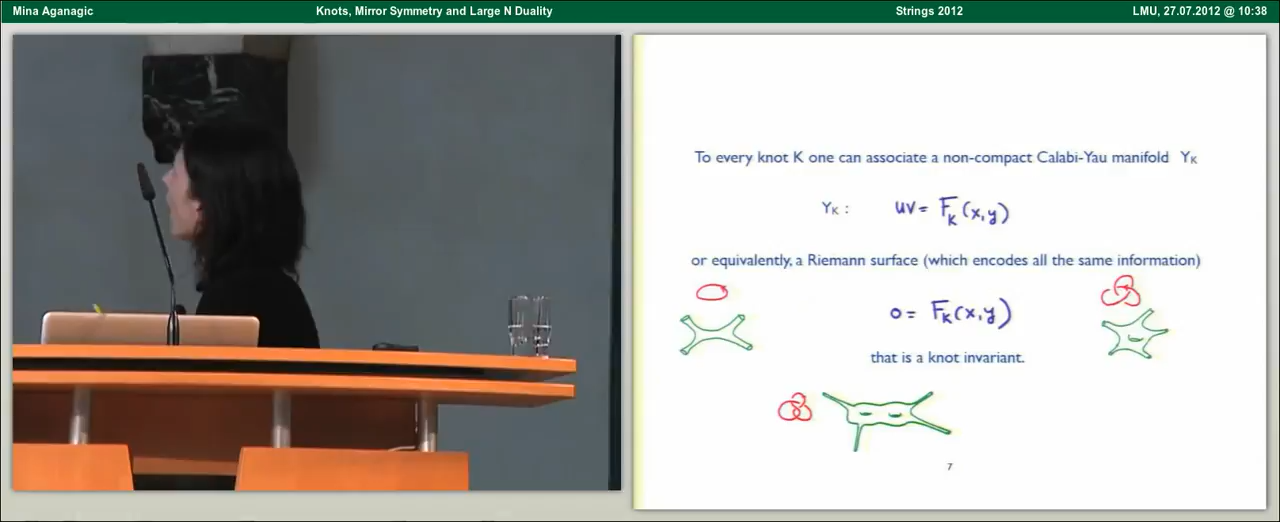 Mina Aganagic
Knots, Mirror Symmetry and Large N Duality
Strings 2012
LMU, 27.07.2012 @ 10:38
To every knot K one can associate a non-compact Calabi-Yau manifold Y_K
Y_K : uv = F_K(x,y)
or equivalently, a Riemann surface (which encodes all the same information)
0 = F_K(x,y)
that is a knot invariant.
7